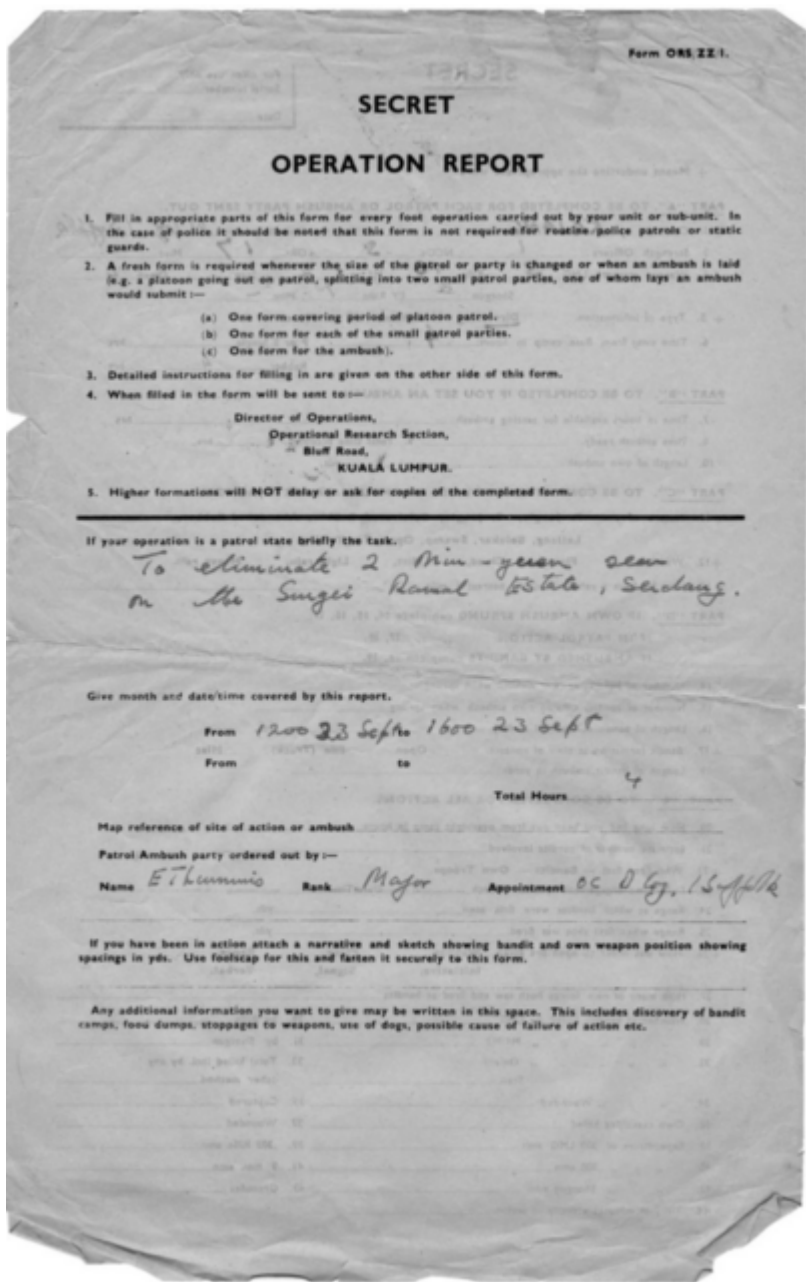 Form ORS/ZZ/1.
SECRET
OPERATION REPORT
1. Fill in appropriate parts of this form for every foot operation carried out by your unit or sub-unit. In
the case of police it should be noted that this form is not required for routine police patrols or static
guards.
2. A fresh form is required whenever the size of the patrol or party is changed or when an ambush is laid
(e.g. a platoon going out on patrol, splitting into two small patrol parties, one of whom lays an ambush
would submit :—
(a) One form covering period of platoon patrol.
(b) One form for each of the small patrol parties.
(c) One form for the ambush).
3. Detailed instructions for filling in are given on the other side of this form.
4. When filled in the form will be sent to :—
Director of Operations,
Operational Research Section,
Bluff Road,
KUALA LUMPUR.
5. Higher formations will NOT delay or ask for copies of the completed form.
If your operation is a patrol state briefly the task.
To eliminate 2 Min-yuen seen
on the Sungei Ramal Estate, Serdang.
Give month and date/time covered by this report.
From 1200 23 Sept to 1600 23 Sept
From to
Total Hours 4
Map reference of site of action or ambush
Patrol/Ambush party ordered out by :—
Name Rank Major Appointment OC D Coy, 1 Suffolk
If you have been in action attach a narrative and sketch showing bandit and own weapon position showing
spacings in yds. Use foolscap for this and fasten it securely to this form.
Any additional information you want to give may be written in this space. This includes discovery of bandit
camps, food dumps, stoppages to weapons, use of dogs, possible cause of failure of action etc.